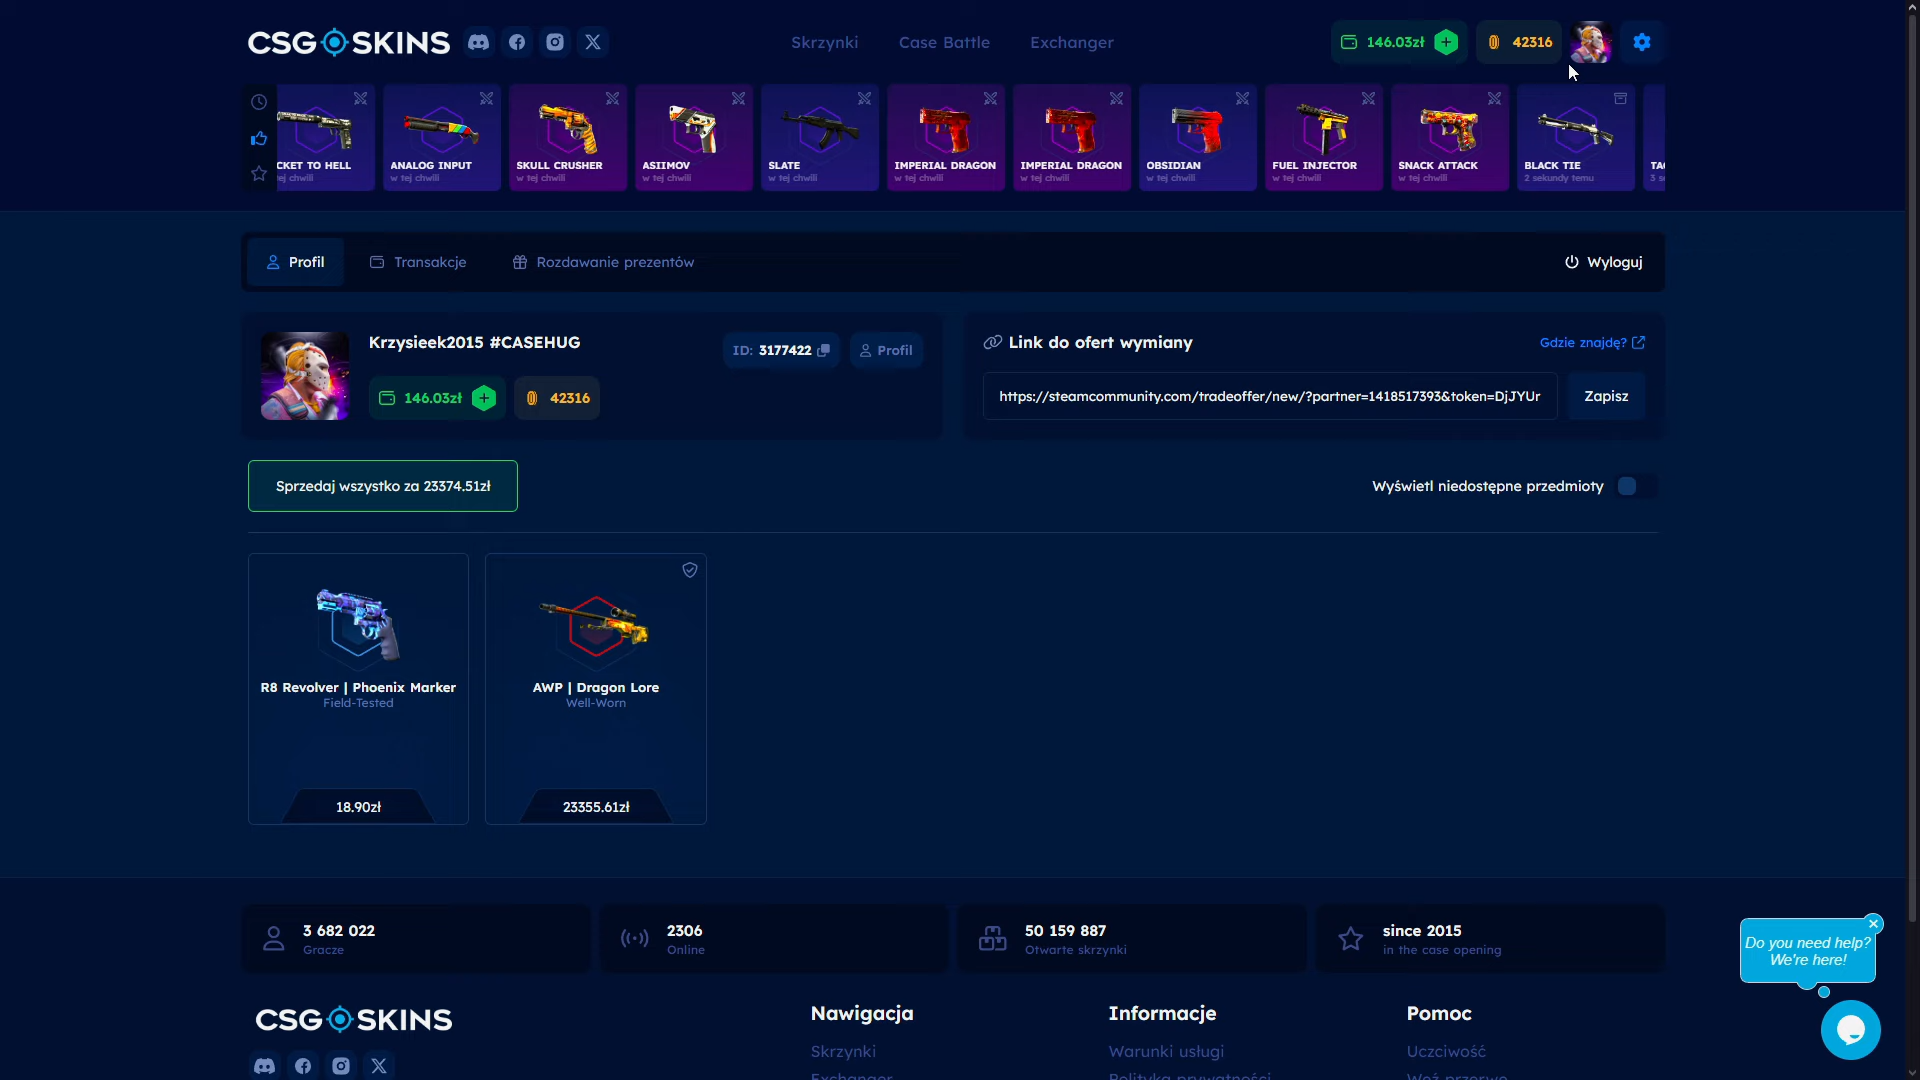 CSG SKINS
Skrzynki
Case Battle
Exchanger
146.03zł
42316
CKET TO HELL
ej chwili
ANALOG INPUT
w tej chwili
SKULL CRUSHER
w tej chwili
ASIIMOV
w tej chwili
SLATE
w tej chwili
IMPERIAL DRAGON
w tej chwili
IMPERIAL DRAGON
w tej chwili
OBSIDIAN
w tej chwili
FUEL INJECTOR
w tej chwili
SNACK ATTACK
w tej chwili
BLACK TIE
2 sekundy temu
Profil
Transakcje
Rozdawanie prezentów
Wyloguj
Krzysieek2015 #CASEHUG
ID: 3177422
Profil
146.03zł
42316
Link do ofert wymiany
Gdzie znajdę?
https://steamcommunity.com/tradeoffer/new/?partner=1418517393&token=DjJYUr
Zapisz
Sprzedaj wszystko za 23374.51zł
Wyświetl niedostępne przedmioty
R8 Revolver | Phoenix Marker
Field-Tested
18.90zł
AWP | Dragon Lore
Well-Worn
23355.61zł
3 682 022
Gracze
2306
Online
50 159 887
Otwarte skrzynki
since 2015
in the case opening
Do you need help?
We're here!
CSG SKINS
Nawigacja
Skrzynki
Exchanger
Informacje
Warunki usługi
Polityka prywatności
Pomoc
Uczciwość
Weź przerwę